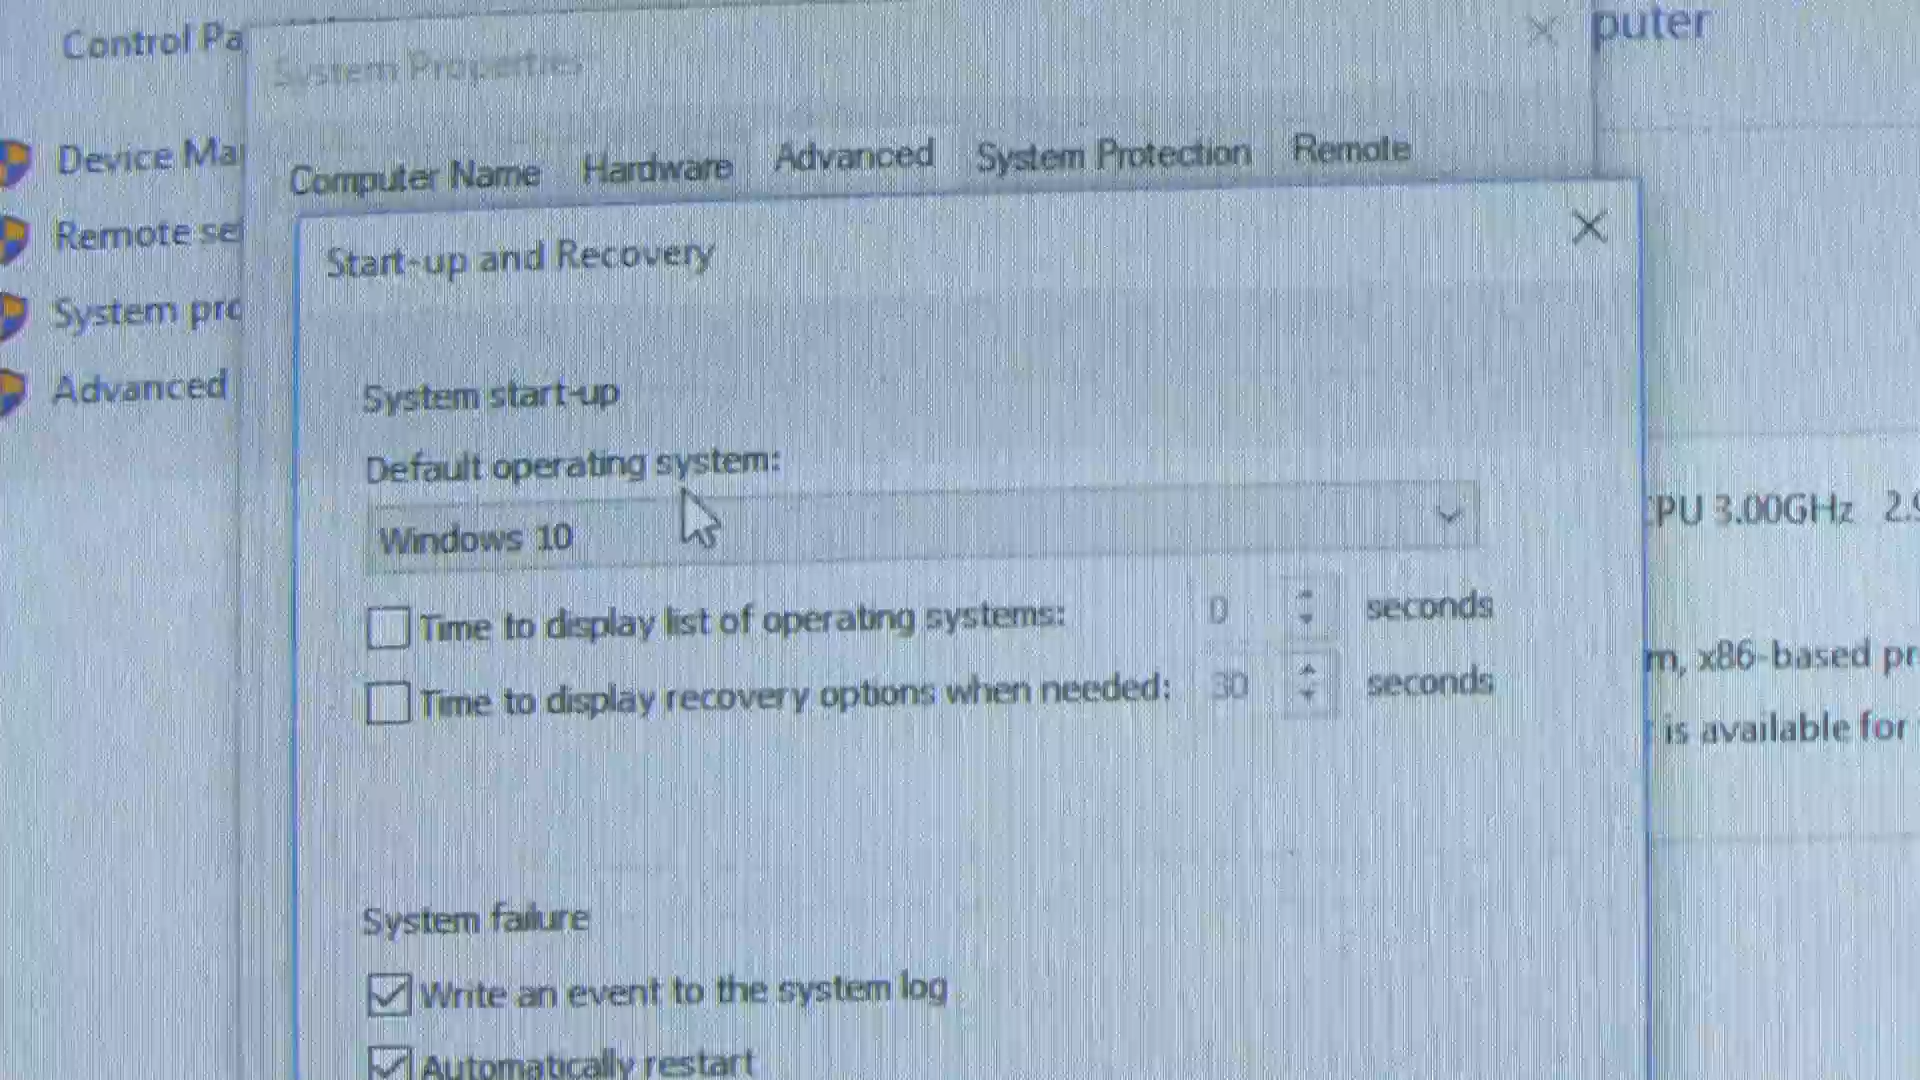 Control Pa
puter
System Properties
Device Ma
Computer Name Hardware Advanced System Protection Remote
Remote se
Start-up and Recovery
System pro
Advanced
System start-up
Default operating system:
Windows 10
PU 3.00GHz 2.9
Time to display list of operating systems: 0 seconds
m, x86-based pr
Time to display recovery options when needed: 30 seconds
is available for
System failure
Write an event to the system log
Automatically restart